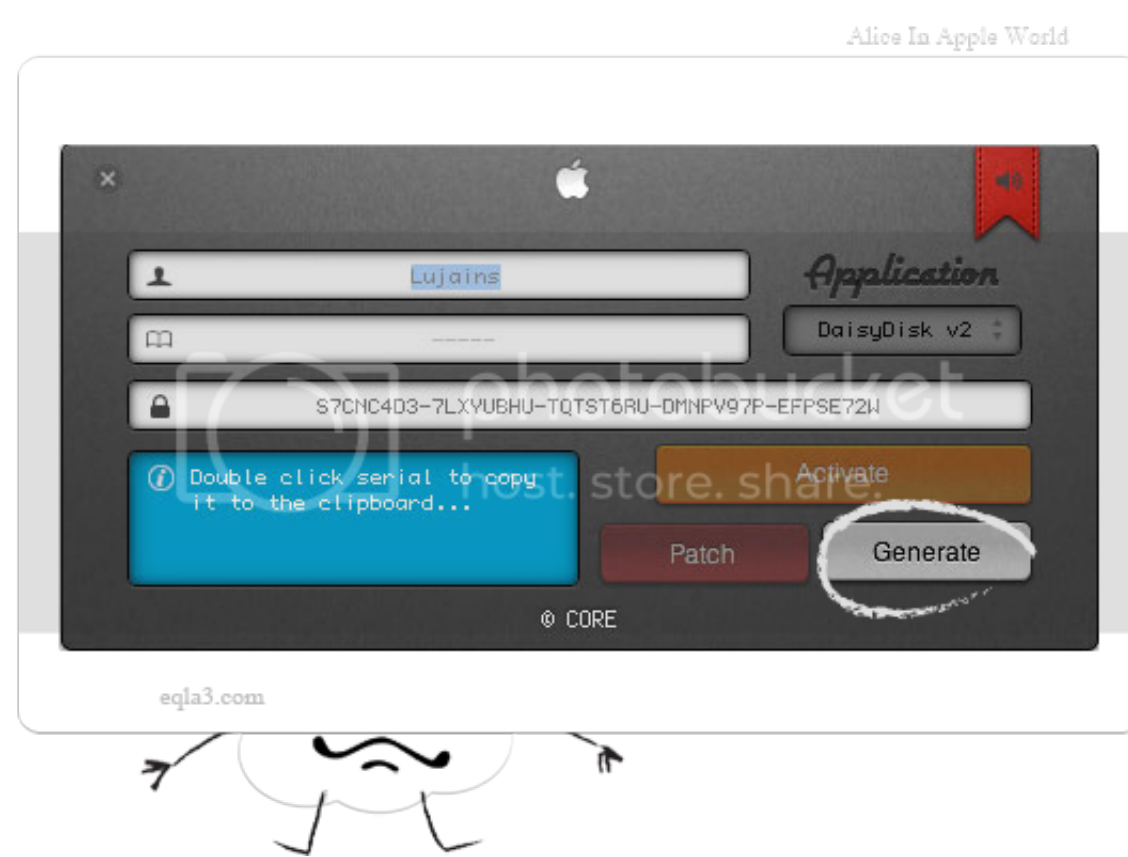 Alice In Apple World
Lujains
Application
-----
DaisyDisk v2
S7CNC4D3-7LXYUBHU-TQTST6RU-DMNPV97P-EFPSE72W
photobucket
Double click serial to copy
it to the clipboard...
Activate
host. store. share.
Patch
Generate
© CORE
eqla3.com